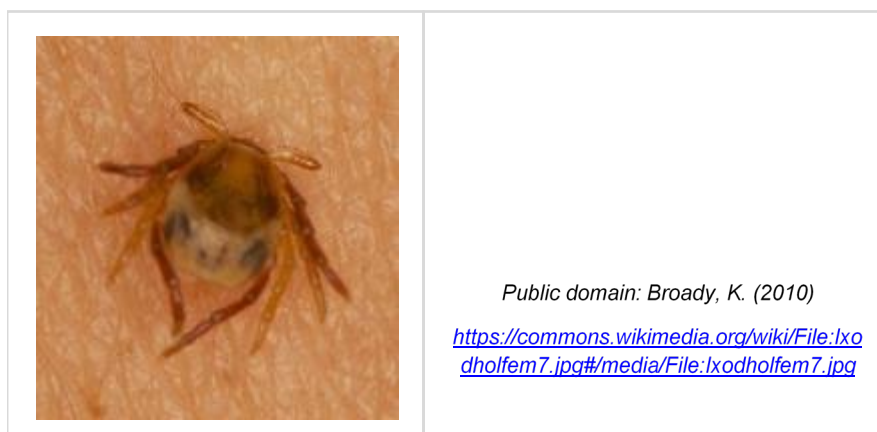 Public domain: Broady, K. (2010)
https://commons.wikimedia.org/wiki/File:Ixo
dholfem7.jpg#/media/File:Ixodholfem7.jpg